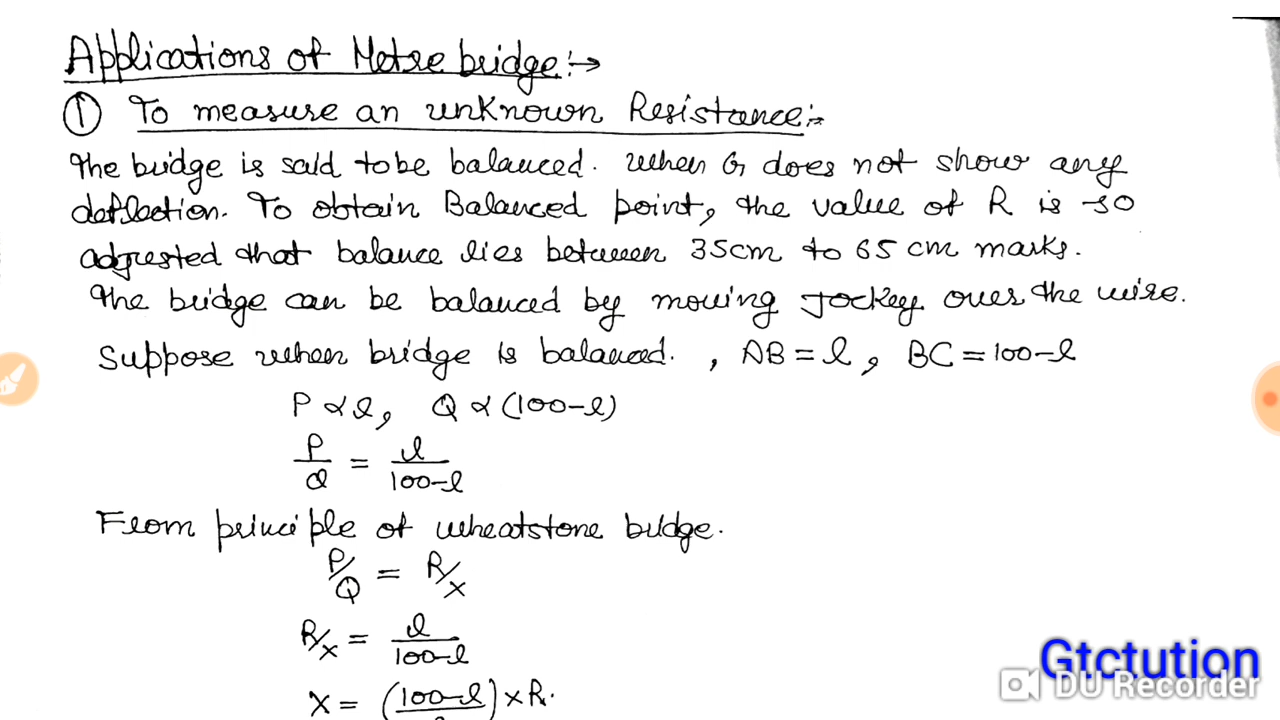 Applications of Metre bridge :→
① To measure an unknown Resistance:-
The bridge is said to be balanced. when G does not show any
deflection. To obtain Balanced point, the value of R is so
adjusted that balance lies between 35cm to 65 cm marks.
The bridge can be balanced by moving Jockey over the wire.
Suppose when bridge is balanced. , AB = l, BC = 100-l
P ∝ l, Q ∝ (100-l)
P/Q = l/100-l
From principle of wheatstone bridge.
P/Q = R/X
R/X = l/100-l
X = (100-l/l) × R.
Gtctution
DU Recorder